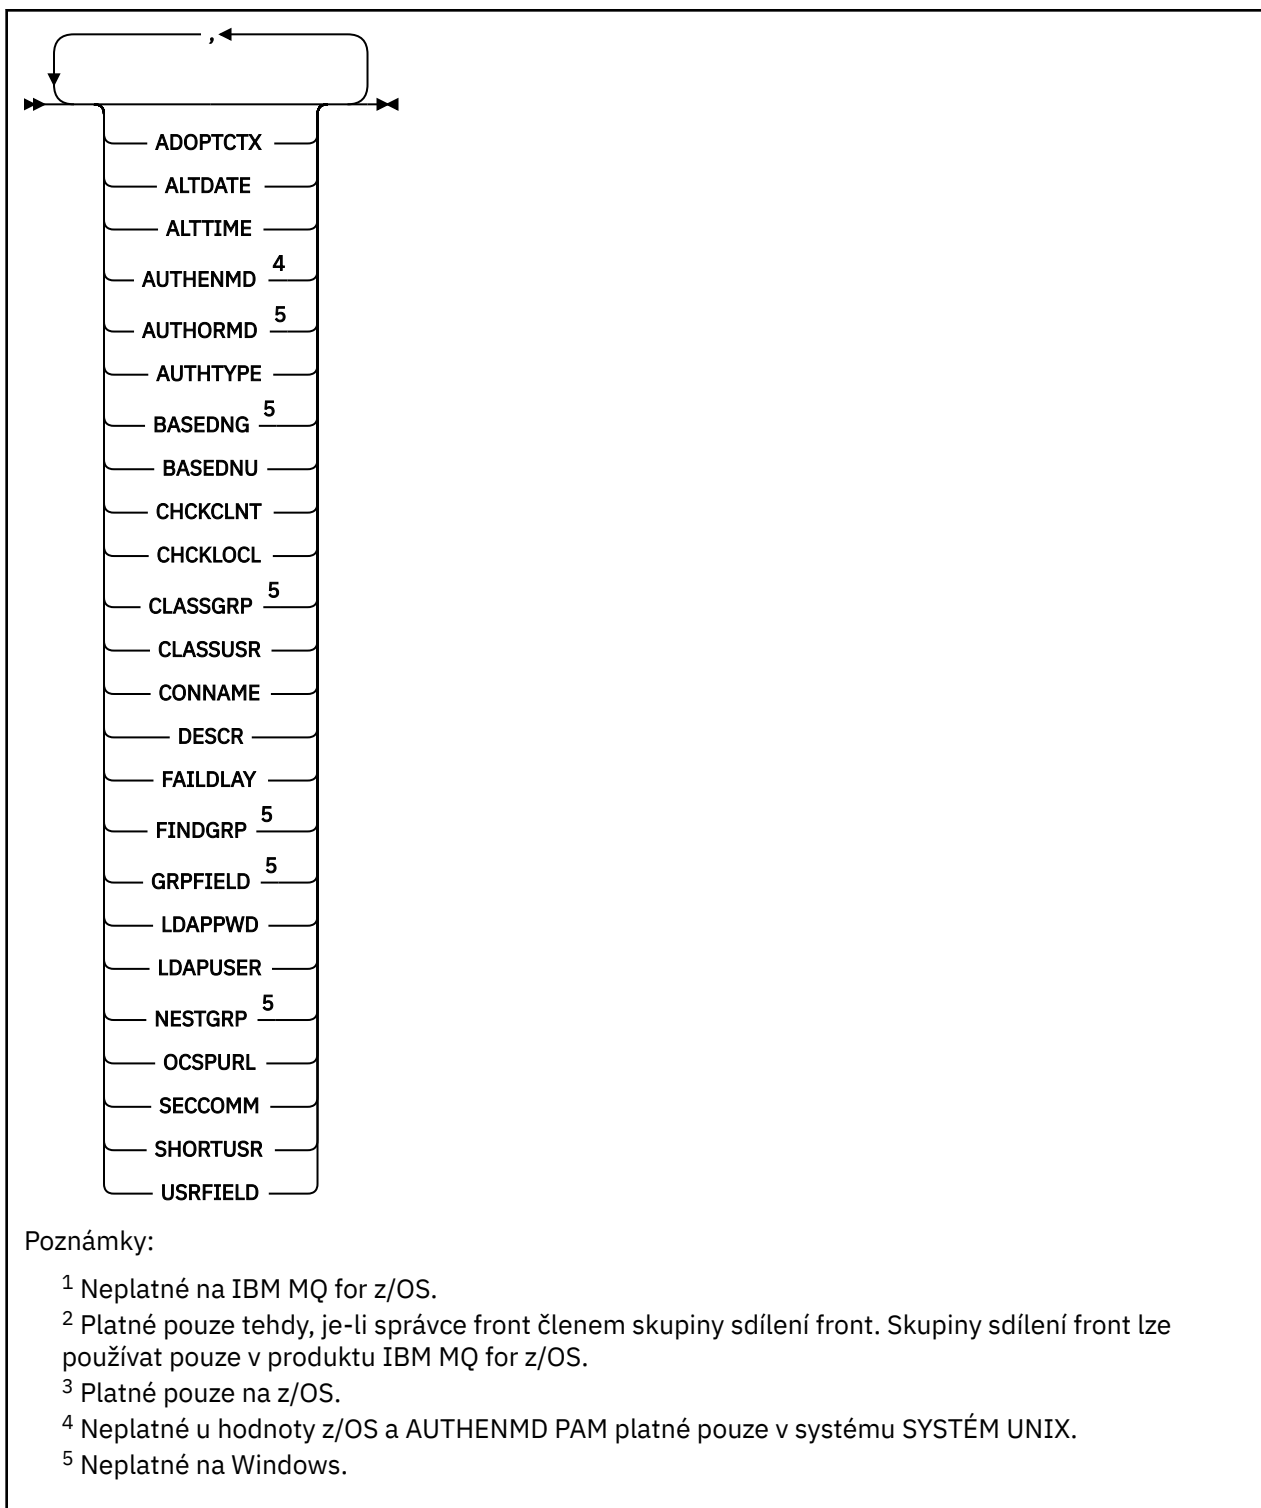 ,
ADOPTCTX
ALTDATE
ALTTIME
AUTHENMD 4
AUTHORMD 5
AUTHTYPE
BASEDNG 5
BASEDNU
CHCKCLNT
CHCKLOCL
CLASSGRP 5
CLASSUSR
CONNAME
DESCR
FAILDLAY
FINDGRP 5
GRPFIELD 5
LDAPPWD
LDAPUSER
NESTGRP 5
OCSPURL
SECCOMM
SHORTUSR
USRFIELD
Poznámky:
1 Neplatné na IBM MQ for z/OS.
2 Platné pouze tehdy, je-li správce front členem skupiny sdílení front. Skupiny sdílení front lze
používat pouze v produktu IBM MQ for z/OS.
3 Platné pouze na z/OS.
4 Neplatné u hodnoty z/OS a AUTHENMD PAM platné pouze v systému SYSTÉM UNIX.
5 Neplatné na Windows.